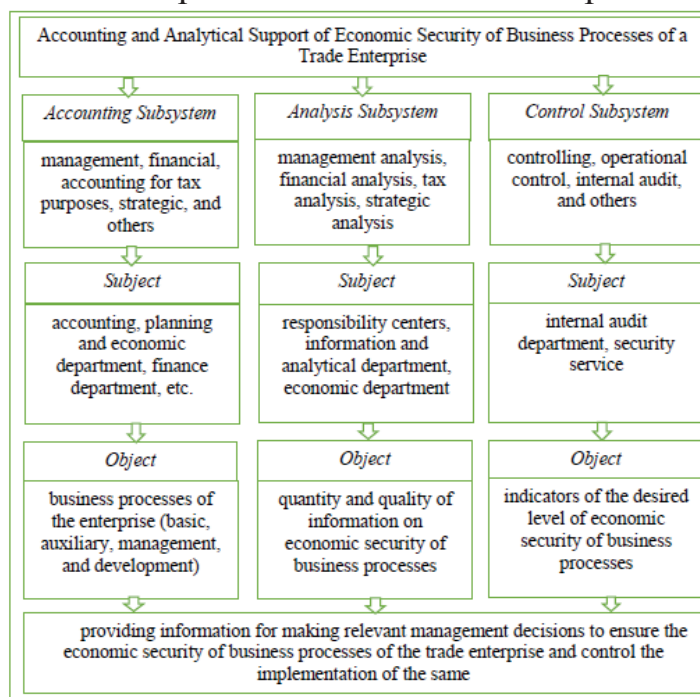 Accounting and Analytical Support of Economic Security of Business Processes of a
Trade Enterprise
Accounting Subsystem
management, financial,
accounting for tax
purposes, strategic, and
others
Subject
accounting, planning
and economic
department, finance
department, etc.
Object
business processes of
the enterprise (basic,
auxiliary, management,
and development)
Analysis Subsystem
management analysis,
financial analysis, tax
analysis, strategic
analysis
Subject
responsibility centers,
information and
analytical department,
economic department
Object
quantity and quality of
information on
economic security of
business processes
Control Subsystem
controlling, operational
control, internal audit,
and others
Subject
internal audit
department, security
service
Object
indicators of the desired
level of economic
security of business
processes
providing information for making relevant management decisions to ensure the
economic security of business processes of the trade enterprise and control the
implementation of the same